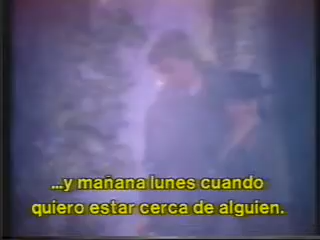 ...y mañana lunes cuando
quiero estar cerca de alguien.